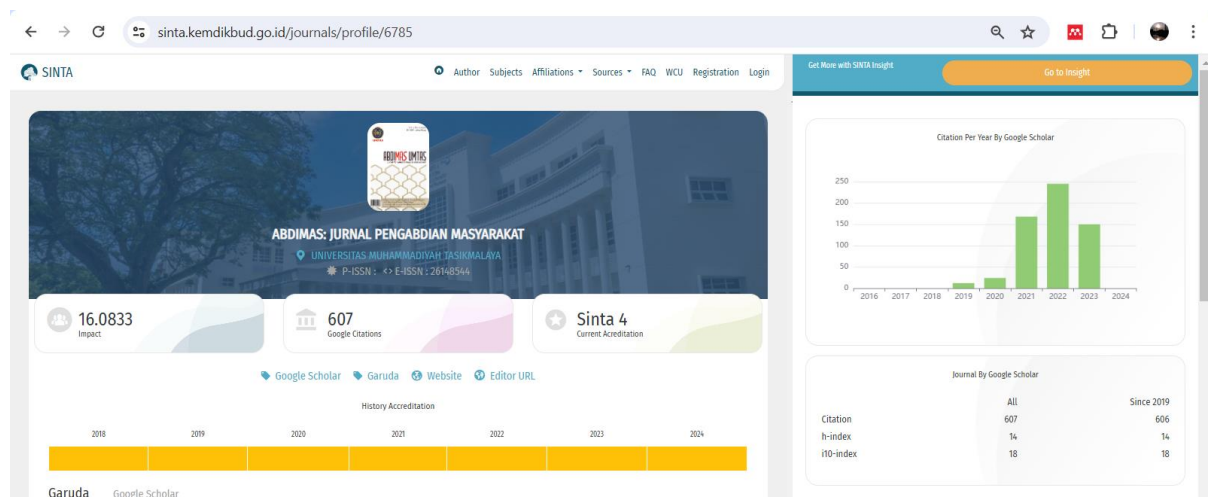 sinta.kemdikbud.go.id/journals/profile/6785
SINTA
Author Subjects Affiliations Sources FAQ WCU Registration Login
Get More with SINTA Insight
Go to Insight
ABDIMAS UMTAS
ABDIMAS: JURNAL PENGABDIAN MASYARAKAT
UNIVERSITAS MUHAMMADIYAH TASIKMALAYA
P-ISSN : <> E-ISSN : 26148544
16.0833
Impact
607
Google Citations
Sinta 4
Current Acreditation
Google Scholar Garuda Website Editor URL
History Accreditation
2018 2019 2020 2021 2022 2023 2024
Garuda Google Scholar
Citation Per Year By Google Scholar
250
200
150
100
50
0
2016 2017 2018 2019 2020 2021 2022 2023 2024
Journal By Google Scholar
All Since 2019
Citation 607 606
h-index 14 14
i10-index 18 18